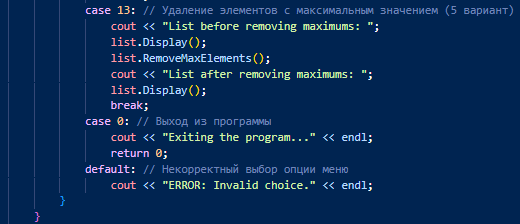 case 13: // Удаление элементов с максимальным значением (5 вариант)
cout << "List before removing maximums: ";
list.Display();
list.RemoveMaxElements();
cout << "List after removing maximums: ";
list.Display();
break;
case 0: // Выход из программы
cout << "Exiting the program..." << endl;
return 0;
default: // Некорректный выбор опции меню
cout << "ERROR: Invalid choice." << endl;
}
}